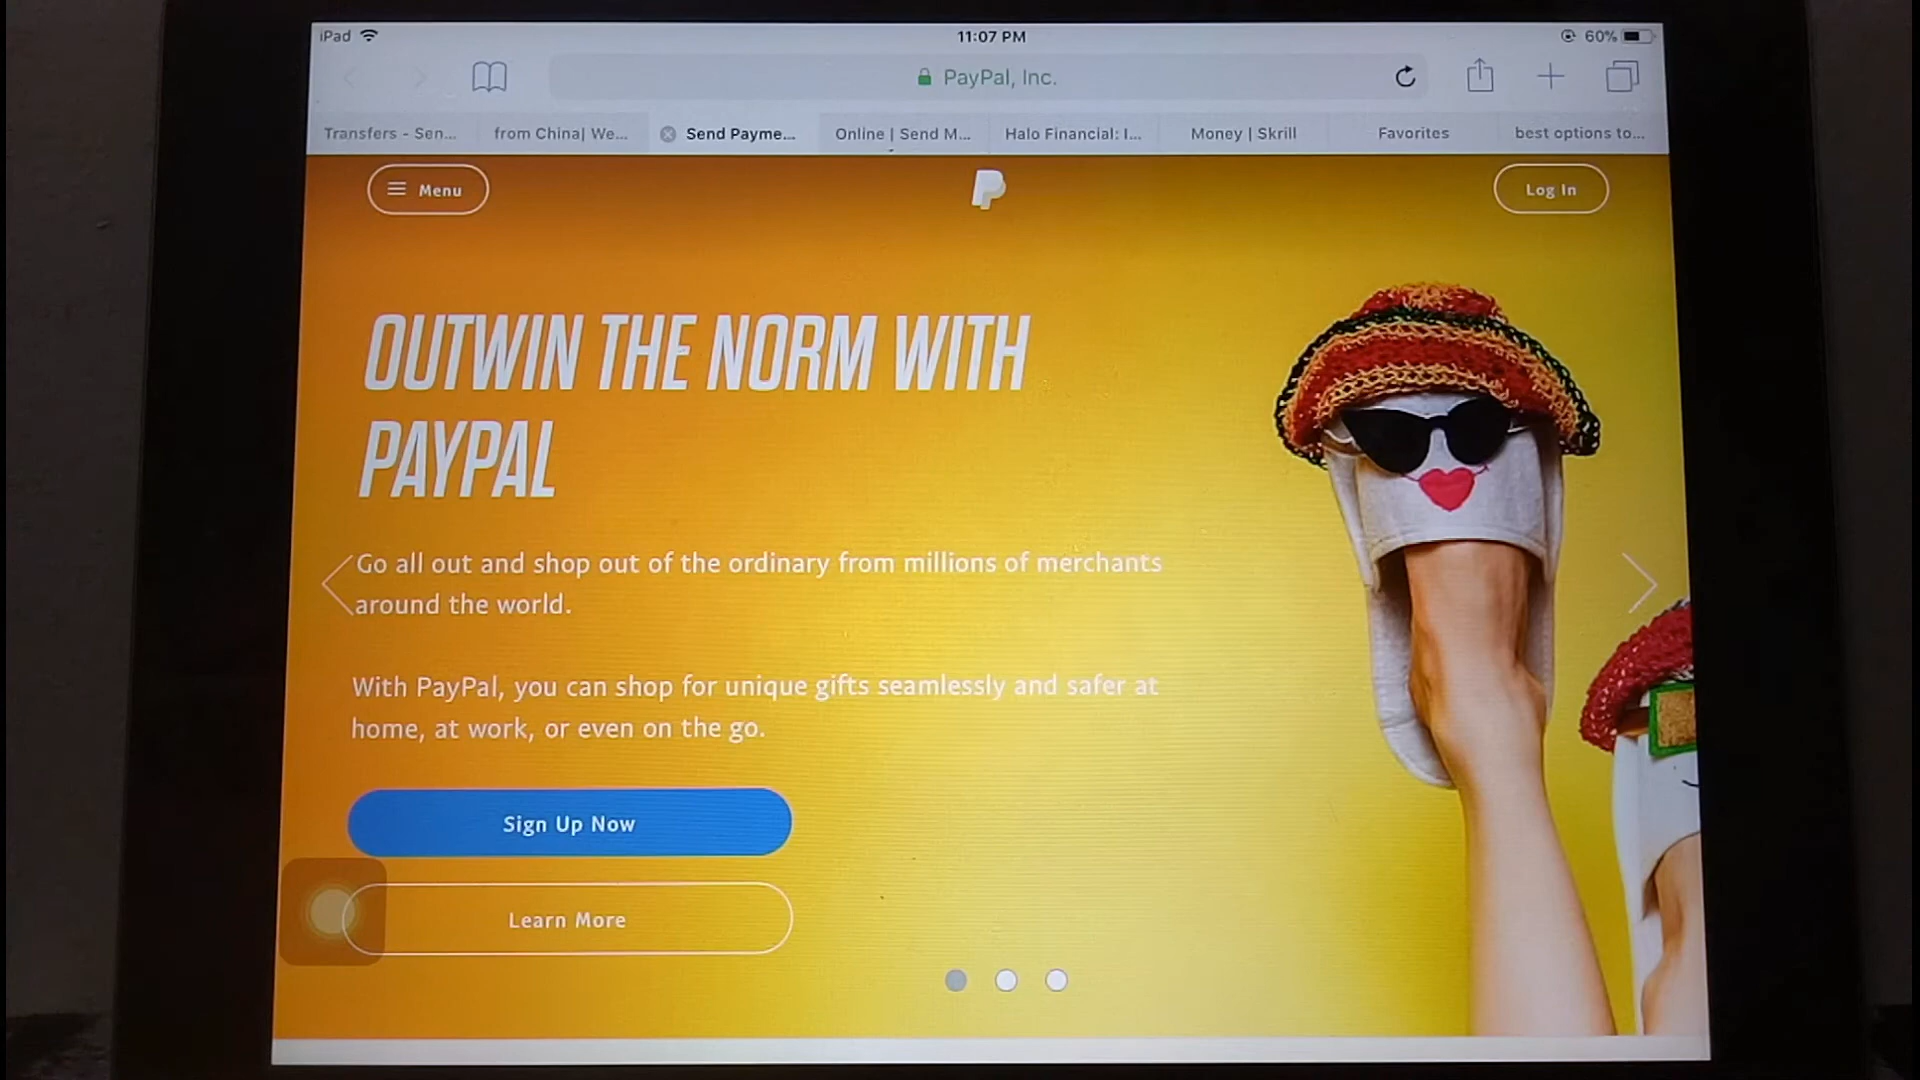 iPad
11:07 PM
60%
PayPal, Inc.
Transfers - Sen...
from China| We...
Send Payme...
Online | Send M...
Halo Financial: I...
Money | Skrill
Favorites
best options to...
Menu
Log In
OUTWIN THE NORM WITH
PAYPAL
Go all out and shop out of the ordinary from millions of merchants
around the world.
With PayPal, you can shop for unique gifts seamlessly and safer at
home, at work, or even on the go.
Sign Up Now
Learn More